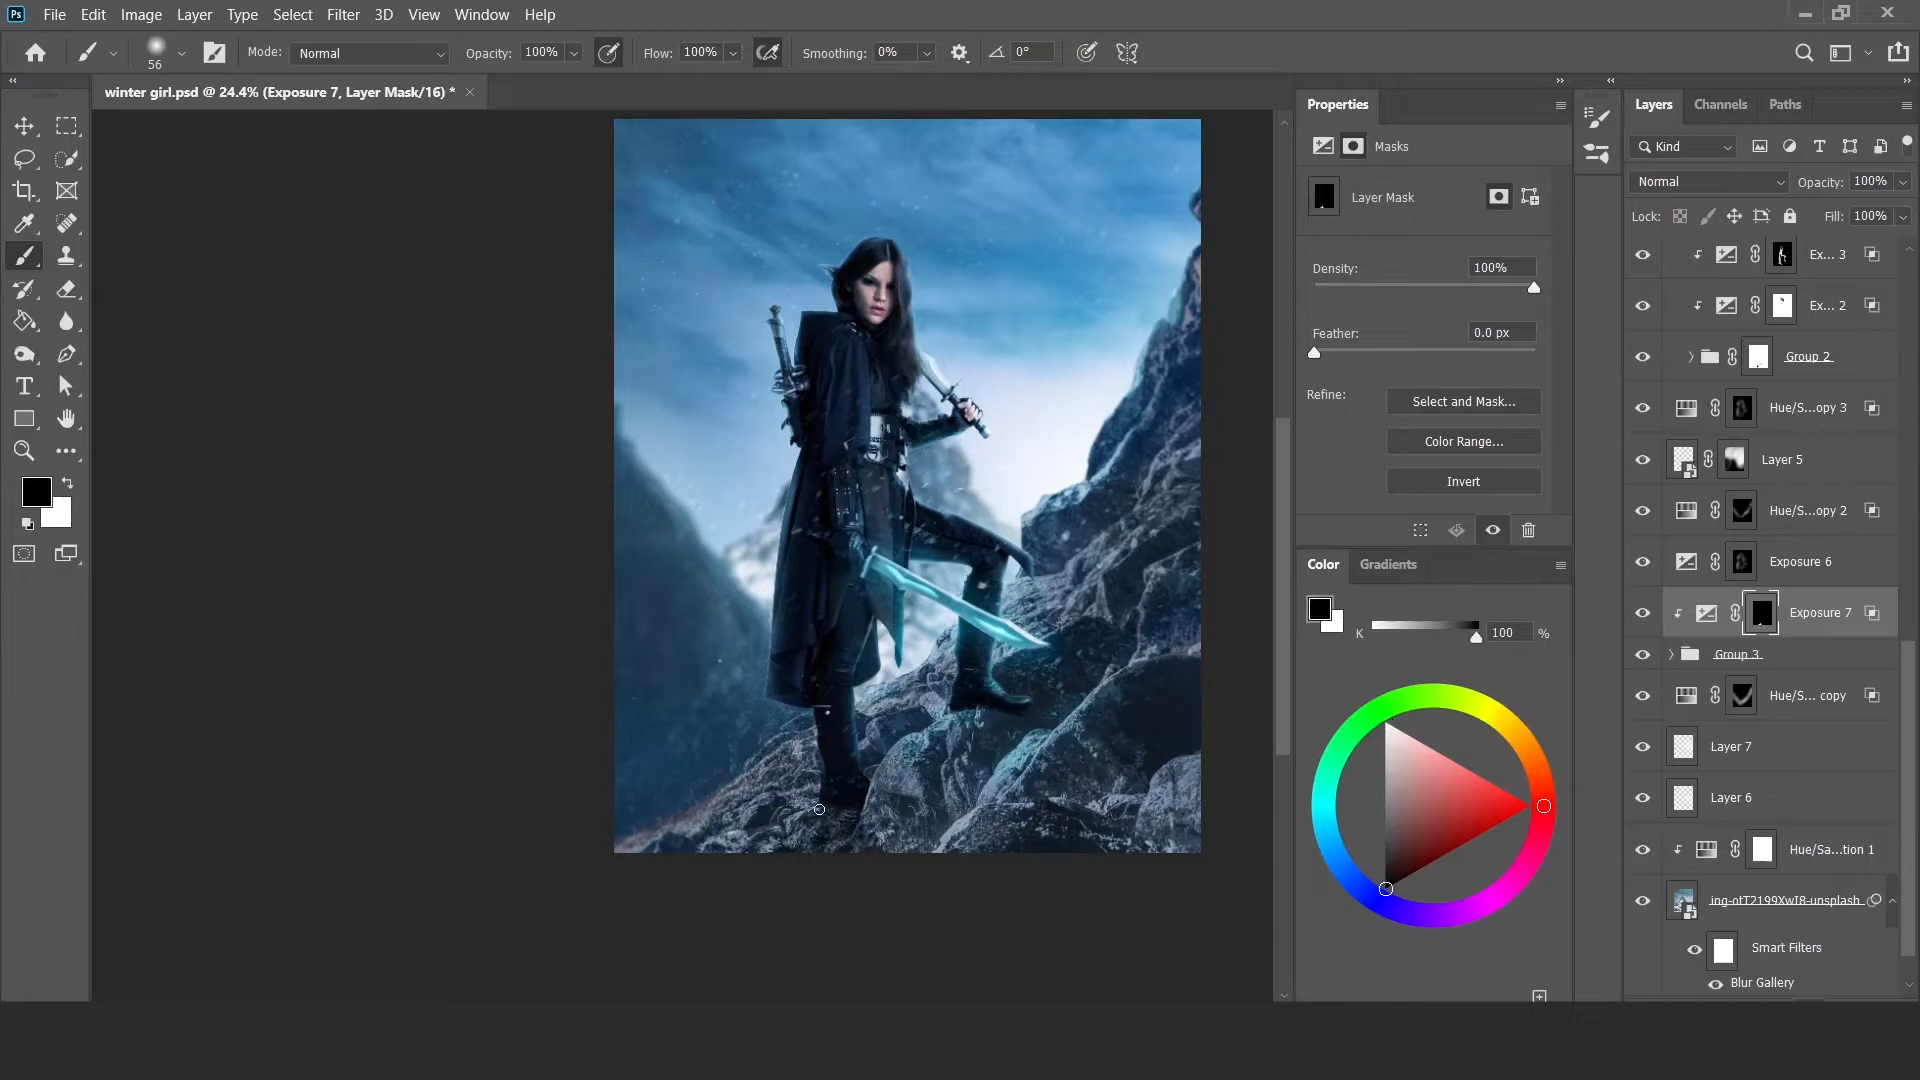 Ps File Edit Image Layer Type Select Filter 3D View Window Help
56 Mode: Normal Opacity: 100% Flow: 100% Smoothing: 0% 0°
winter girl.psd @ 24.4% (Exposure 7, Layer Mask/16) *
Properties
Masks
Layer Mask
Density: 100%
Feather: 0.0 px
Refine: Select and Mask...
Color Range...
Invert
Color Gradients
K 100 %
Layers Channels Paths
Kind
Normal Opacity: 100%
Lock: Fill: 100%
Ex... 3
Ex... 2
Group 2
Hue/S...opy 3
Layer 5
Hue/S...opy 2
Exposure 6
Exposure 7
Group 3
Hue/S... copy
Layer 7
Layer 6
Hue/Sa...tion 1
ing-otT2199XwI8-unsplash
Smart Filters
Blur Gallery